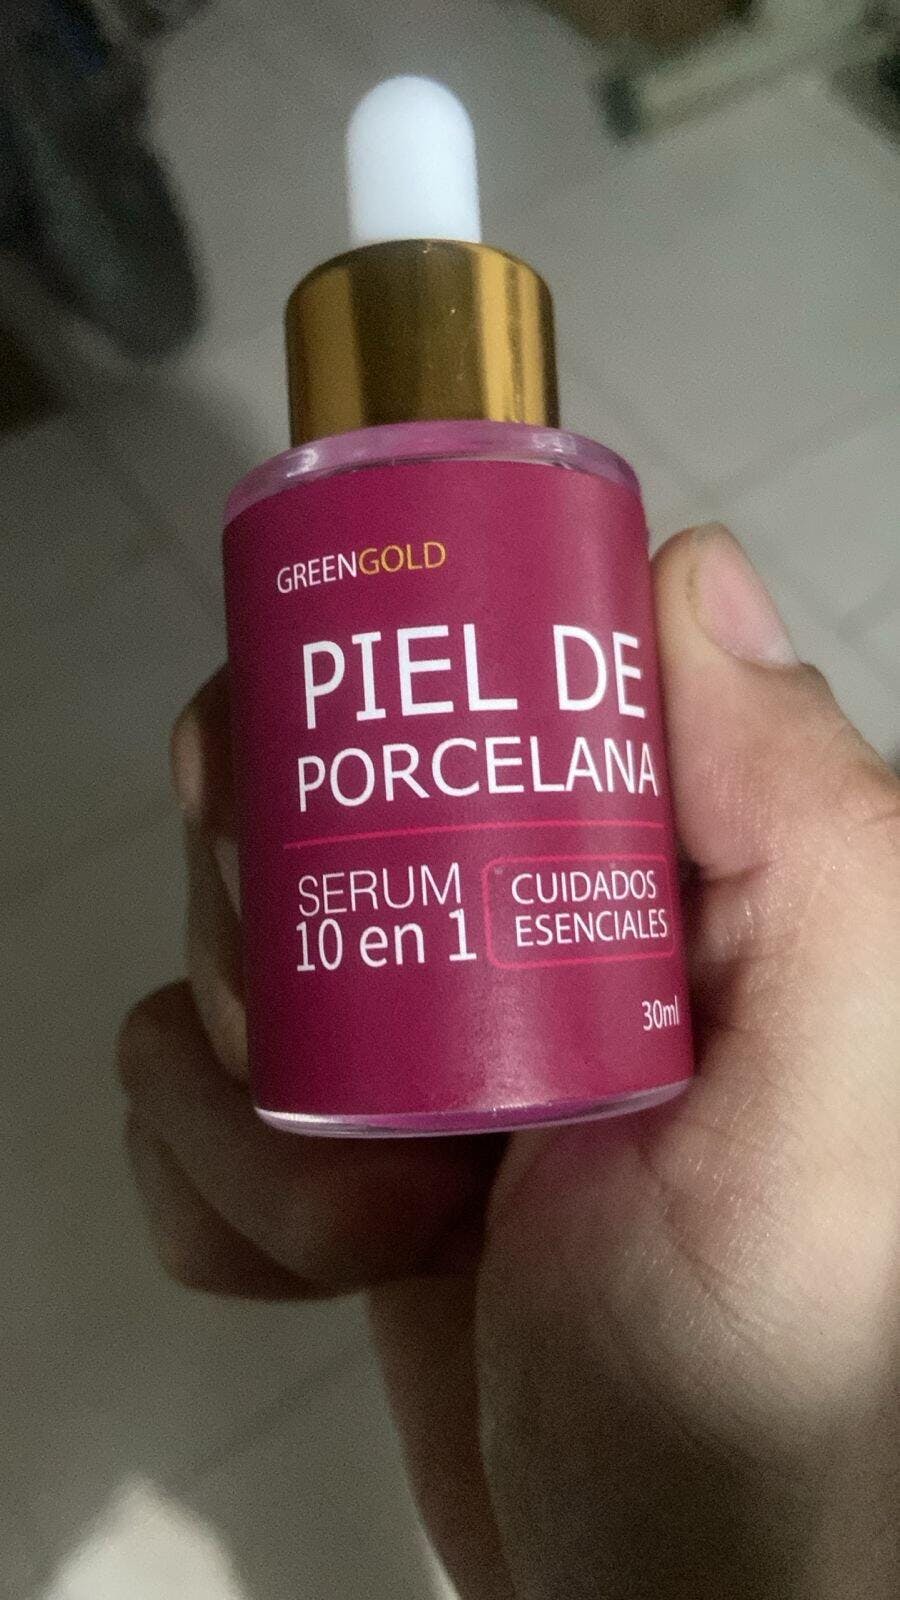 GREENGOLD
PIEL DE
PORCELANA
SERUM
10 en 1
CUIDADOS
ESENCIALES
30ml